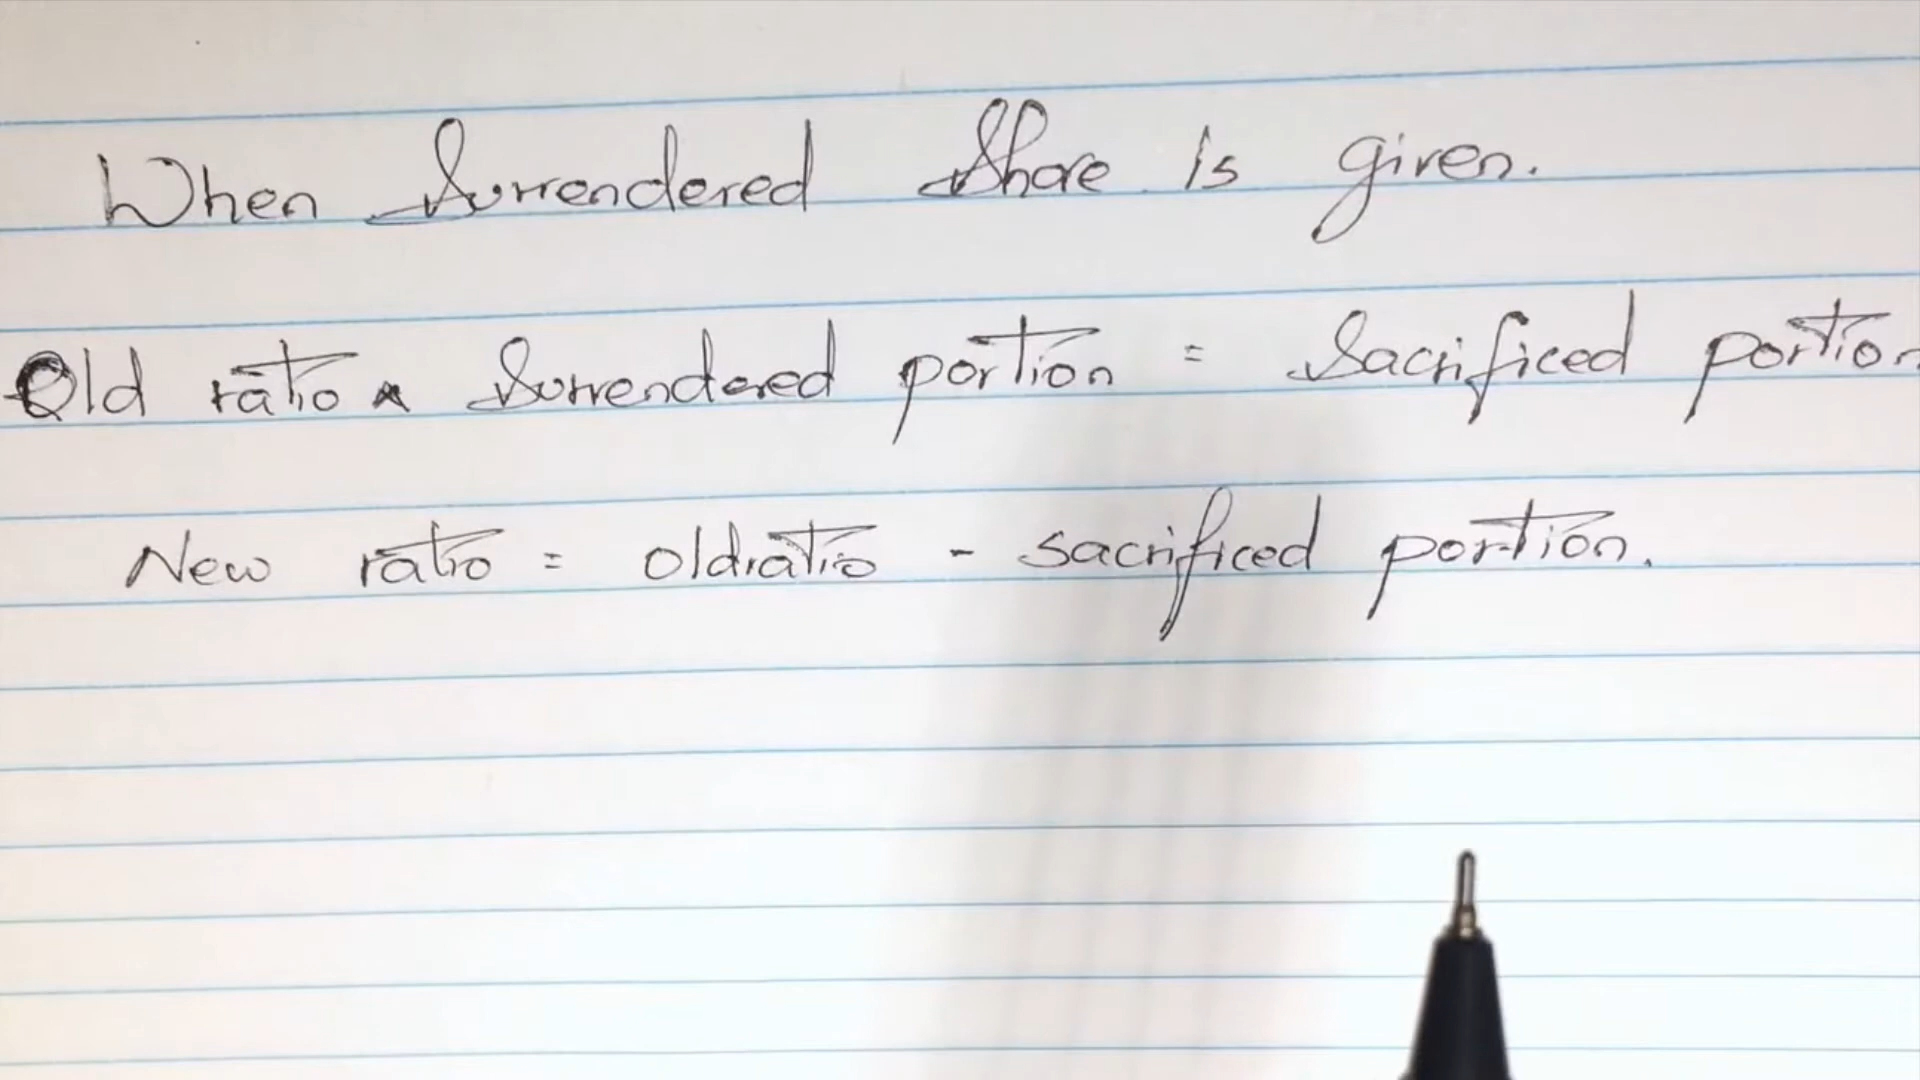 When Surrendered Share is given.
Old ratio x Surrendered portion = Sacrificed portion
New ratio = old ratio - sacrificed portion.